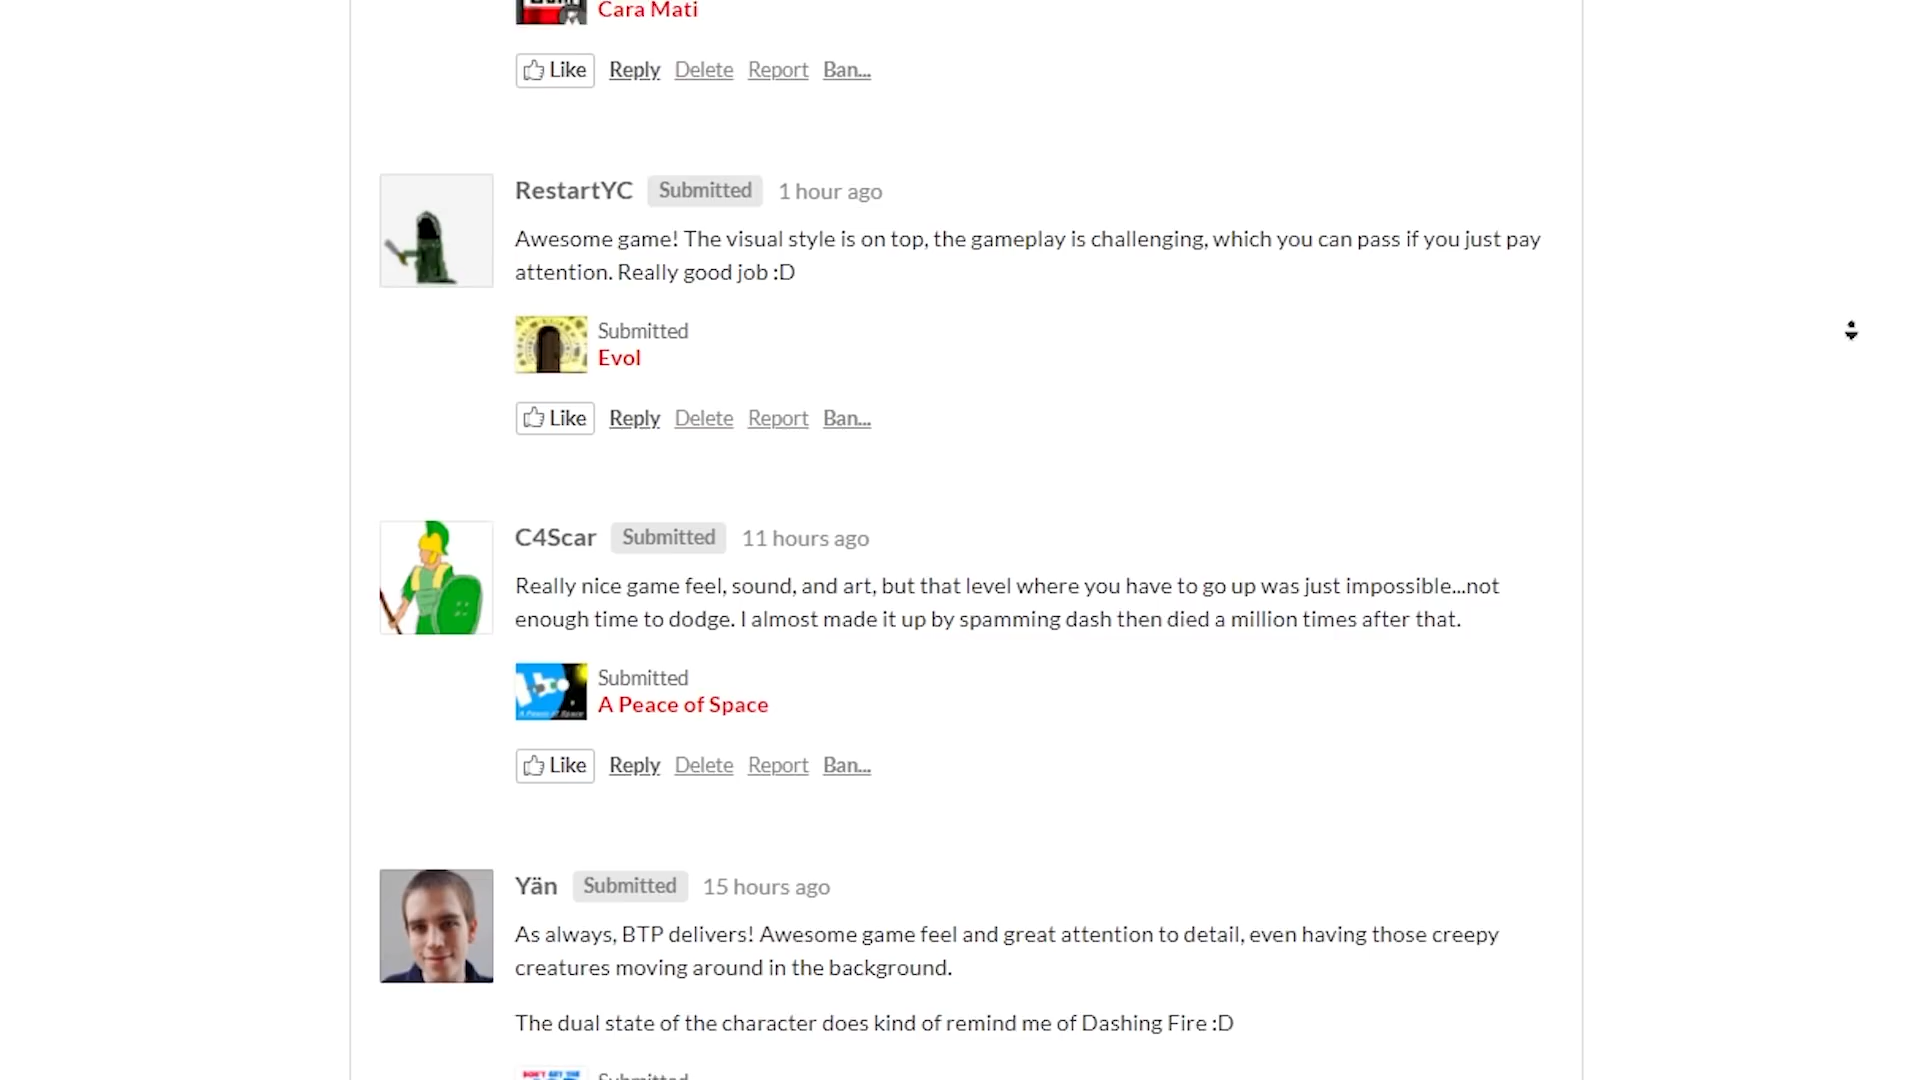 Cara Mati
Like Reply Delete Report Ban...
RestartYC Submitted 1 hour ago
Awesome game! The visual style is on top, the gameplay is challenging, which you can pass if you just pay
attention. Really good job :D
Submitted
Evol
Like Reply Delete Report Ban...
C4Scar Submitted 11 hours ago
Really nice game feel, sound, and art, but that level where you have to go up was just impossible...not
enough time to dodge. I almost made it up by spamming dash then died a million times after that.
A Peace of Space
Submitted
A Peace of Space
Like Reply Delete Report Ban...
Yän Submitted 15 hours ago
As always, BTP delivers! Awesome game feel and great attention to detail, even having those creepy
creatures moving around in the background.
The dual state of the character does kind of remind me of Dashing Fire :D
DON'T GET THE
Submitted